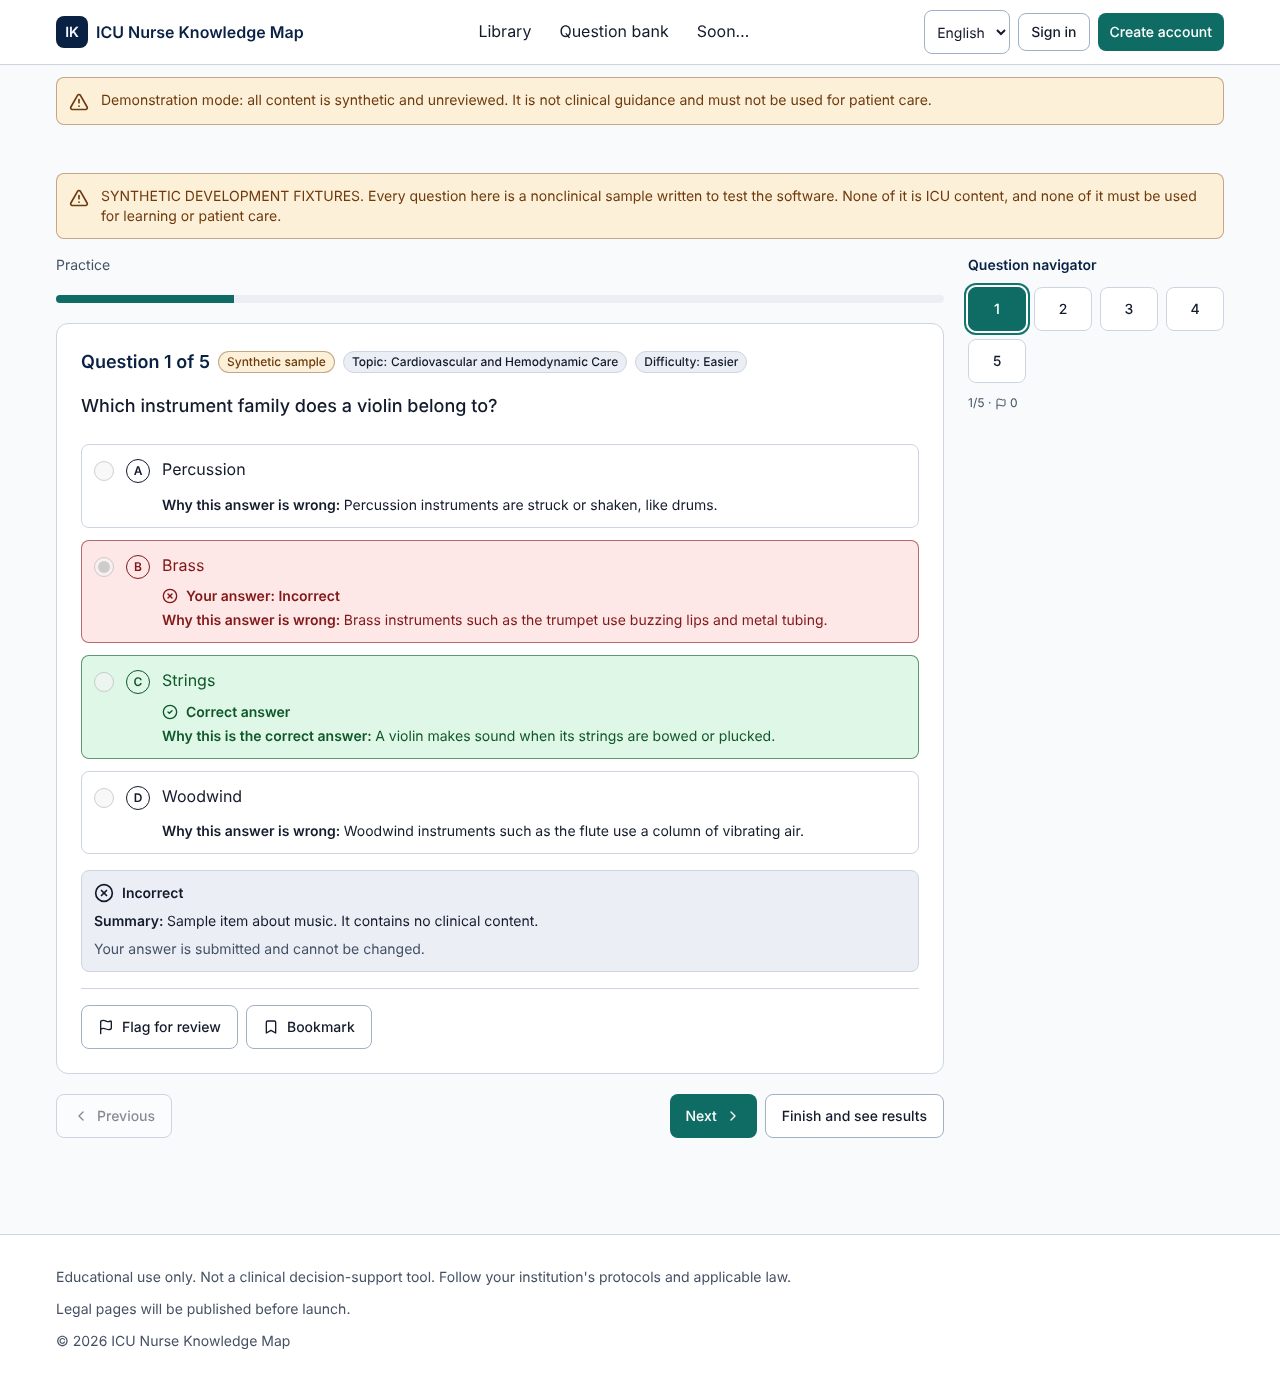 IK ICU Nurse Knowledge Map
Library Question bank Soon...
English Sign in Create account
Demonstration mode: all content is synthetic and unreviewed. It is not clinical guidance and must not be used for patient care.
SYNTHETIC DEVELOPMENT FIXTURES. Every question here is a nonclinical sample written to test the software. None of it is ICU content, and none of it must be used
for learning or patient care.
Practice
Question 1 of 5 Synthetic sample Topic: Cardiovascular and Hemodynamic Care Difficulty: Easier
Which instrument family does a violin belong to?
A Percussion
Why this answer is wrong: Percussion instruments are struck or shaken, like drums.
B Brass
Your answer: Incorrect
Why this answer is wrong: Brass instruments such as the trumpet use buzzing lips and metal tubing.
C Strings
Correct answer
Why this is the correct answer: A violin makes sound when its strings are bowed or plucked.
D Woodwind
Why this answer is wrong: Woodwind instruments such as the flute use a column of vibrating air.
Incorrect
Summary: Sample item about music. It contains no clinical content.
Your answer is submitted and cannot be changed.
Flag for review Bookmark
Previous Next Finish and see results
Question navigator
1 2 3 4
5
1/5 · 0
Educational use only. Not a clinical decision-support tool. Follow your institution's protocols and applicable law.
Legal pages will be published before launch.
© 2026 ICU Nurse Knowledge Map